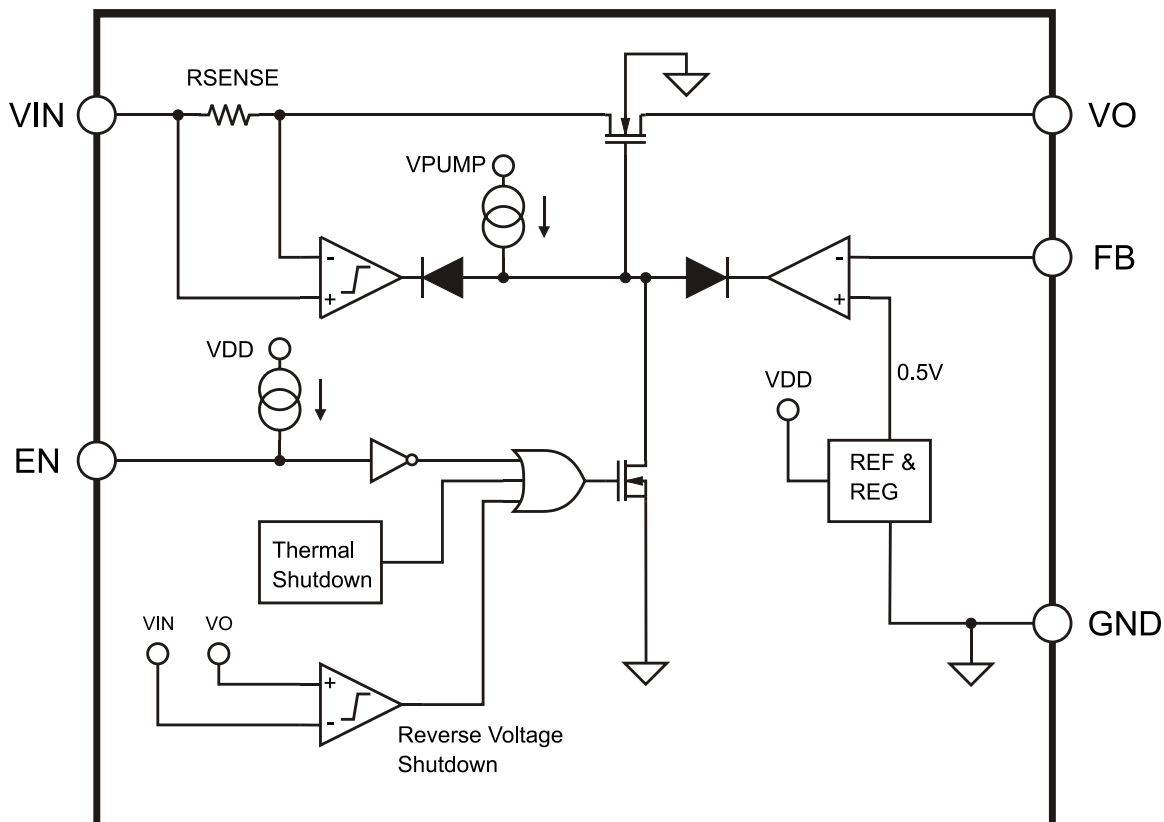 RSENSE
VIN
VO
VPUMP
-
+
-
+
FB
VDD
0.5V
VDD
EN
REF &
REG
Thermal
Shutdown
VIN
VO
GND
+
-
Reverse Voltage
Shutdown